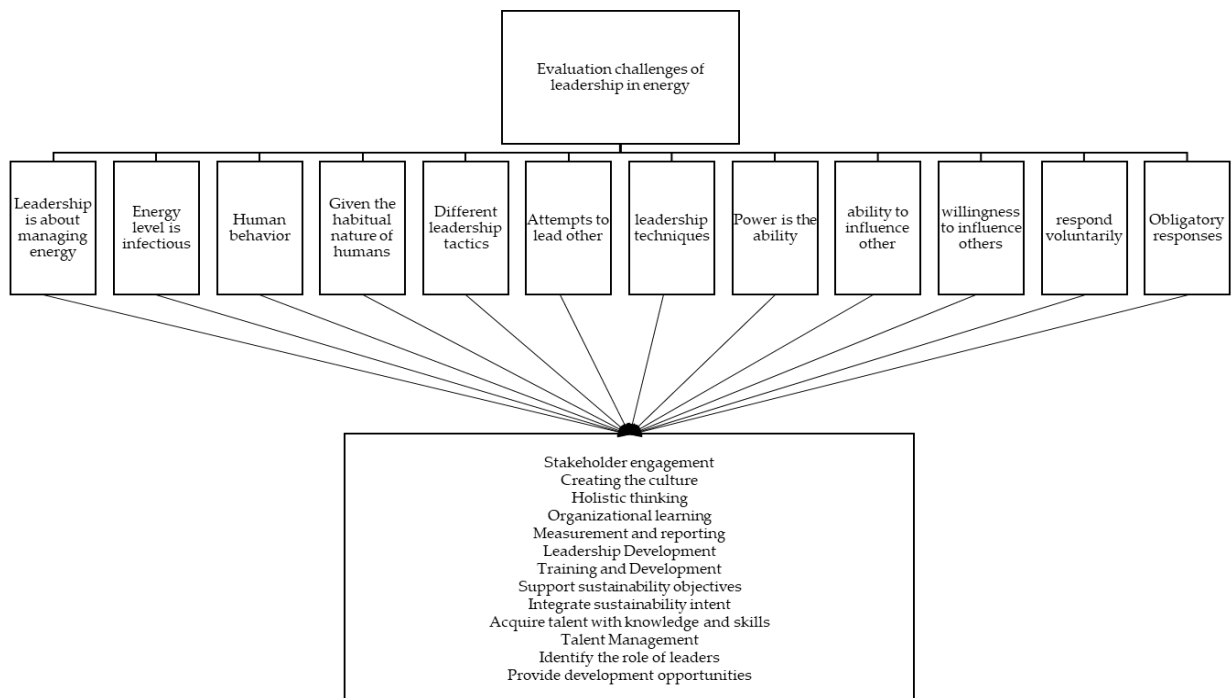 Evaluation challenges of
leadership in energy
Leadership
is about
managing
energy
Energy
level is
infectious
Human
behavior
Given the
habitual
nature of
humans
Different
leadership
tactics
Attempts to
lead other
leadership
techniques
Power is the
ability
ability to
influence
other
willingness
to influence
others
respond
voluntarily
Obligatory
responses
Stakeholder engagement
Creating the culture
Holistic thinking
Organizational learning
Measurement and reporting
Leadership Development
Training and Development
Support sustainability objectives
Integrate sustainability intent
Acquire talent with knowledge and skills
Talent Management
Identify the role of leaders
Provide development opportunities